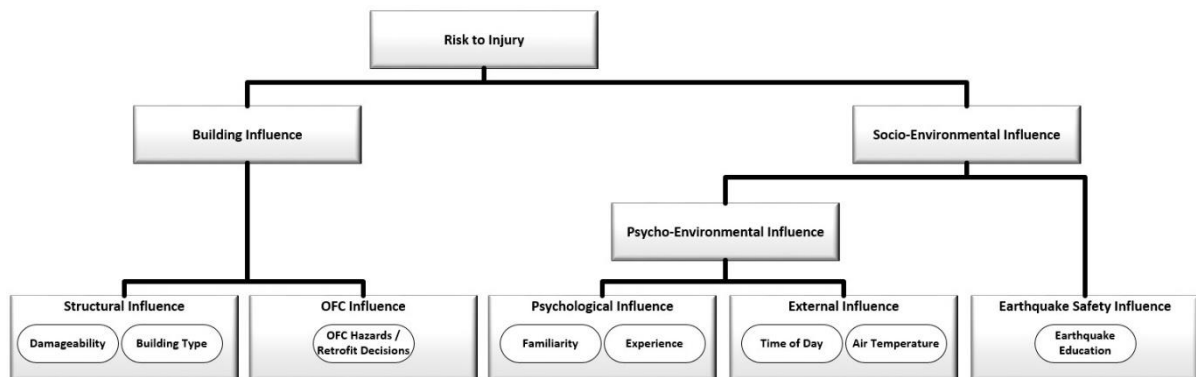 Risk to Injury
Building Influence
Socio-Environmental Influence
Psycho-Environmental Influence
Structural Influence
Damageability
Building Type
OFC Influence
OFC Hazards /
Retrofit Decisions
Psychological Influence
Familiarity
Experience
External Influence
Time of Day
Air Temperature
Earthquake Safety Influence
Earthquake
Education